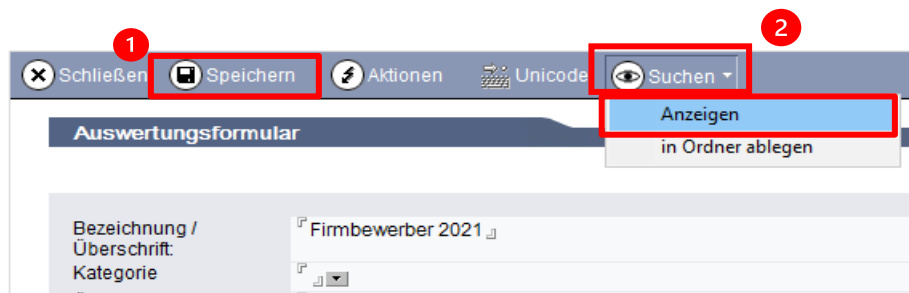 1
2
Schließen Speichern Aktionen Unicode Suchen
Anzeigen
in Ordner ablegen
Auswertungsformular
Bezeichnung /
Überschrift:
Firmbewerber 2021
Kategorie